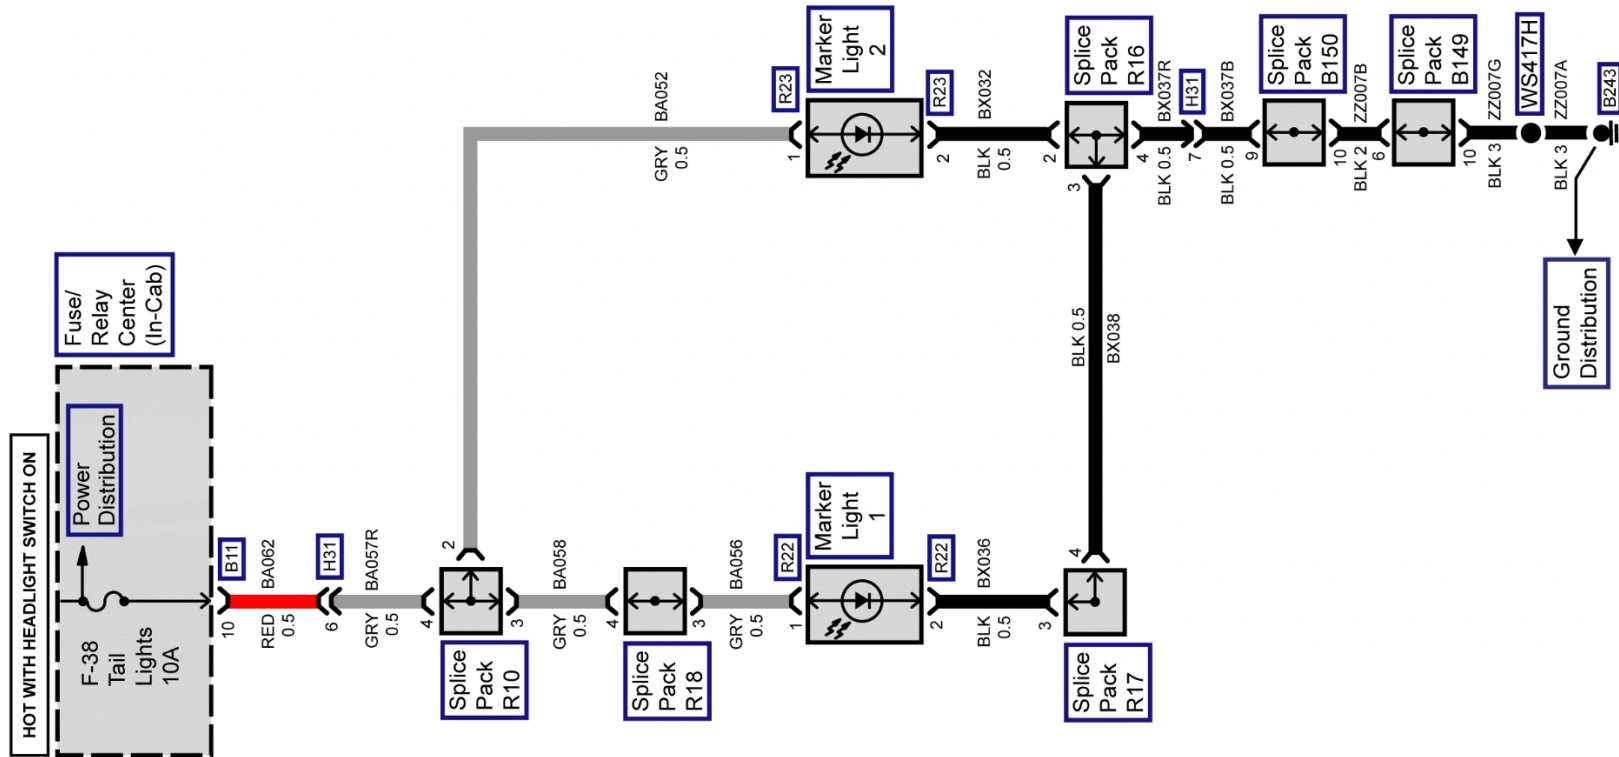 HOT WITH HEADLIGHT SWITCH ON
Fuse/
Relay
Center
(In-Cab)
Power
Distribution
F-38
Tail
Lights
10A
B11
10
BA062
RED
0.5
H31
6
BA057R
GRY
0.5
4
Splice
Pack
R10
2
BA052
GRY
0.5
3
BA058
GRY
0.5
4
Splice
Pack
R18
3
BA056
GRY
0.5
R22
1
Marker
Light
1
R22
2
BX036
BLK
0.5
3
Splice
Pack
R17
4
BLK 0.5
BX038
3
R23
1
Marker
Light
2
R23
2
BX032
BLK
0.5
2
Splice
Pack
R16
4
BX037R
BLK 0.5
H31
7
BX037B
BLK 0.5
9
Splice
Pack
B150
10
ZZ007B
BLK 2
6
Splice
Pack
B149
10
ZZ007G
BLK 3
WS417H
ZZ007A
BLK 3
B243
Ground
Distribution